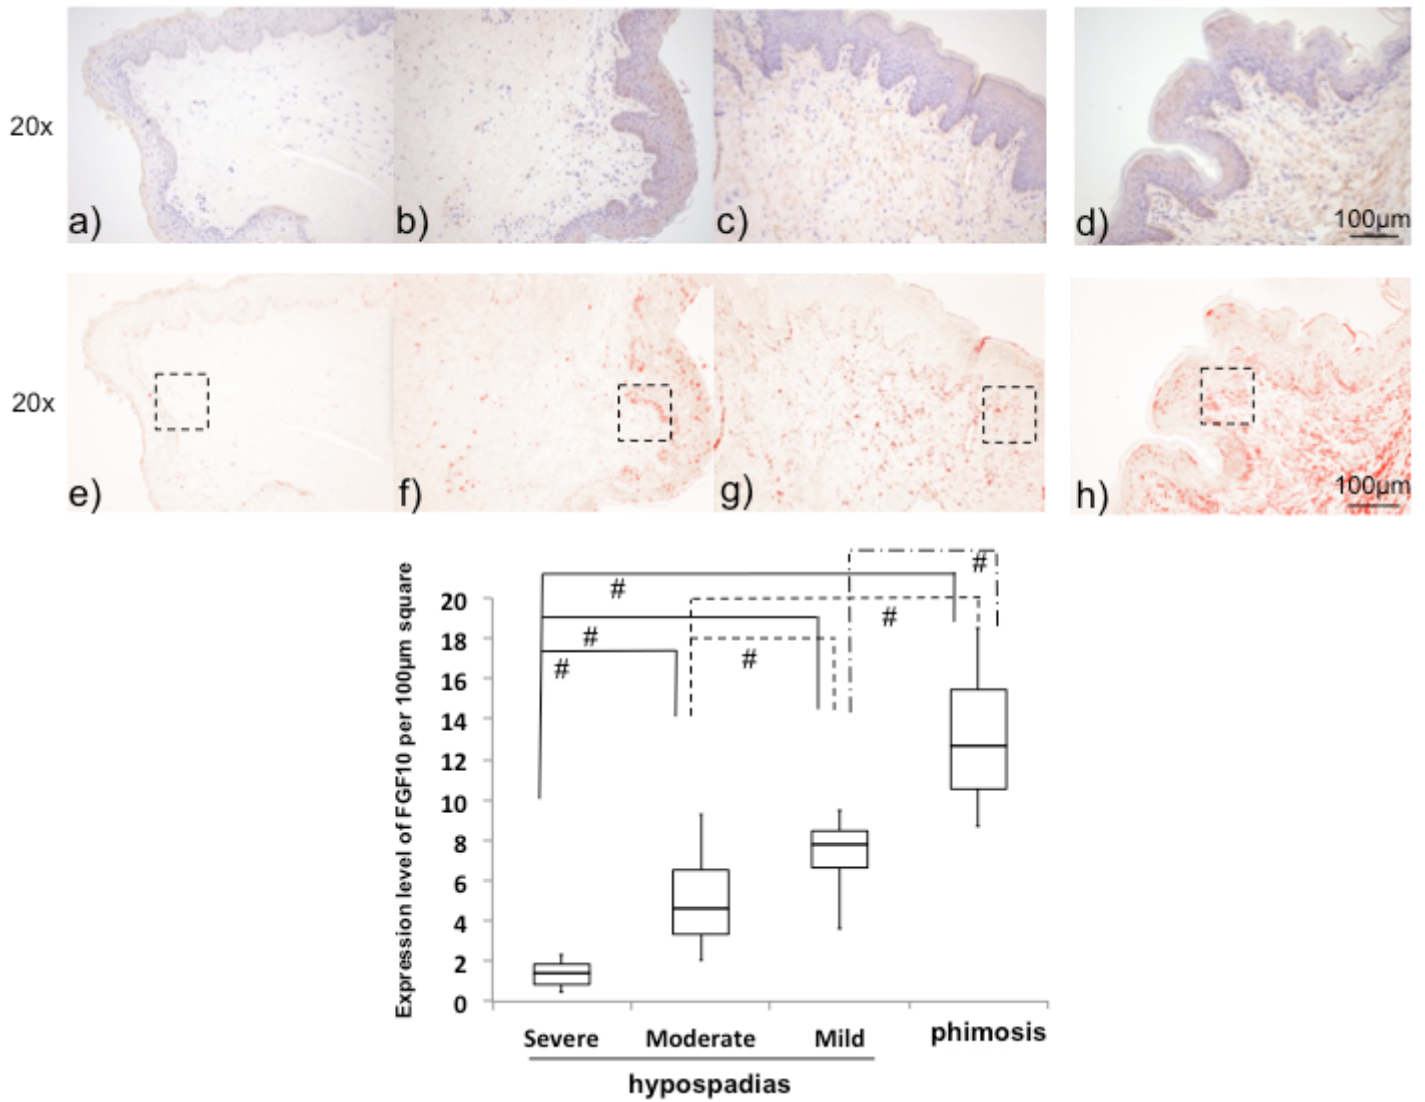 20x
a)
b)
c)
d)
100µm
20x
e)
f)
g)
h)
100µm
Expression level of FGF10 per 100µm square
20
18
16
14
12
10
8
6
4
2
0
#
#
#
#
#
#
Severe Moderate Mild phimosis
hypospadias